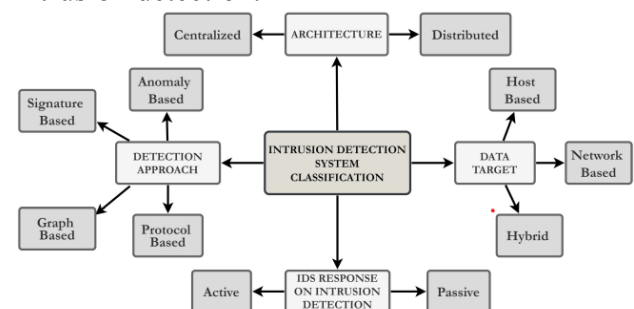 Centralized
ARCHITECTURE
Distributed
Anomaly
Based
Host
Based
Signature
Based
DETECTION
APPROACH
INTRUSION DETECTION
SYSTEM
CLASSIFICATION
DATA
TARGET
Network
Based
Graph
Based
Protocol
Based
Hybrid
Active
IDS RESPONSE
ON INTRUSION
DETECTION
Passive